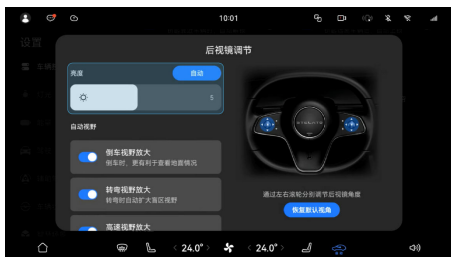 10:01
设置
后视镜调节
亮度
自动
5
自动视野
倒车视野放大
倒车时，更有利于查看地面情况
转弯视野放大
转弯时自动扩大盲区视野
高速视野放大
通过左右滚轮分别调节后视镜角度
恢复默认视角
24.0°
24.0°